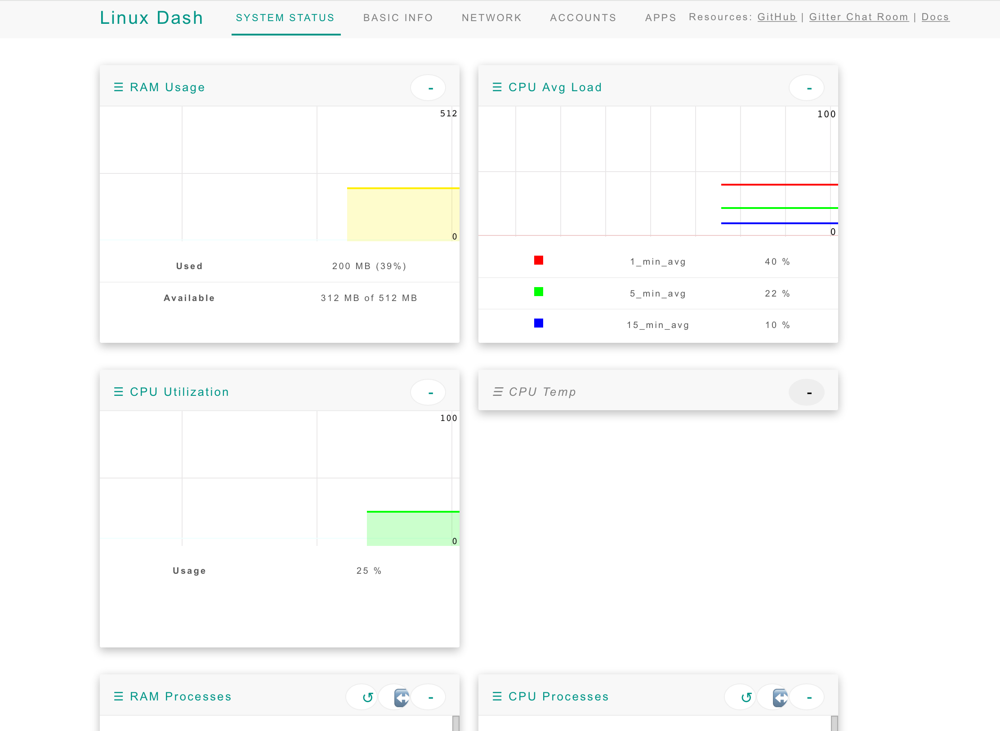 Linux Dash SYSTEM STATUS BASIC INFO NETWORK ACCOUNTS APPS Resources: GitHub | Gitter Chat Room | Docs
☰ RAM Usage -
512
0
Used 200 MB (39%)
Available 312 MB of 512 MB
☰ CPU Avg Load -
100
0
1_min_avg 40 %
5_min_avg 22 %
15_min_avg 10 %
☰ CPU Utilization -
100
0
Usage 25 %
☰ CPU Temp -
☰ RAM Processes ↺ -
☰ CPU Processes ↺ -